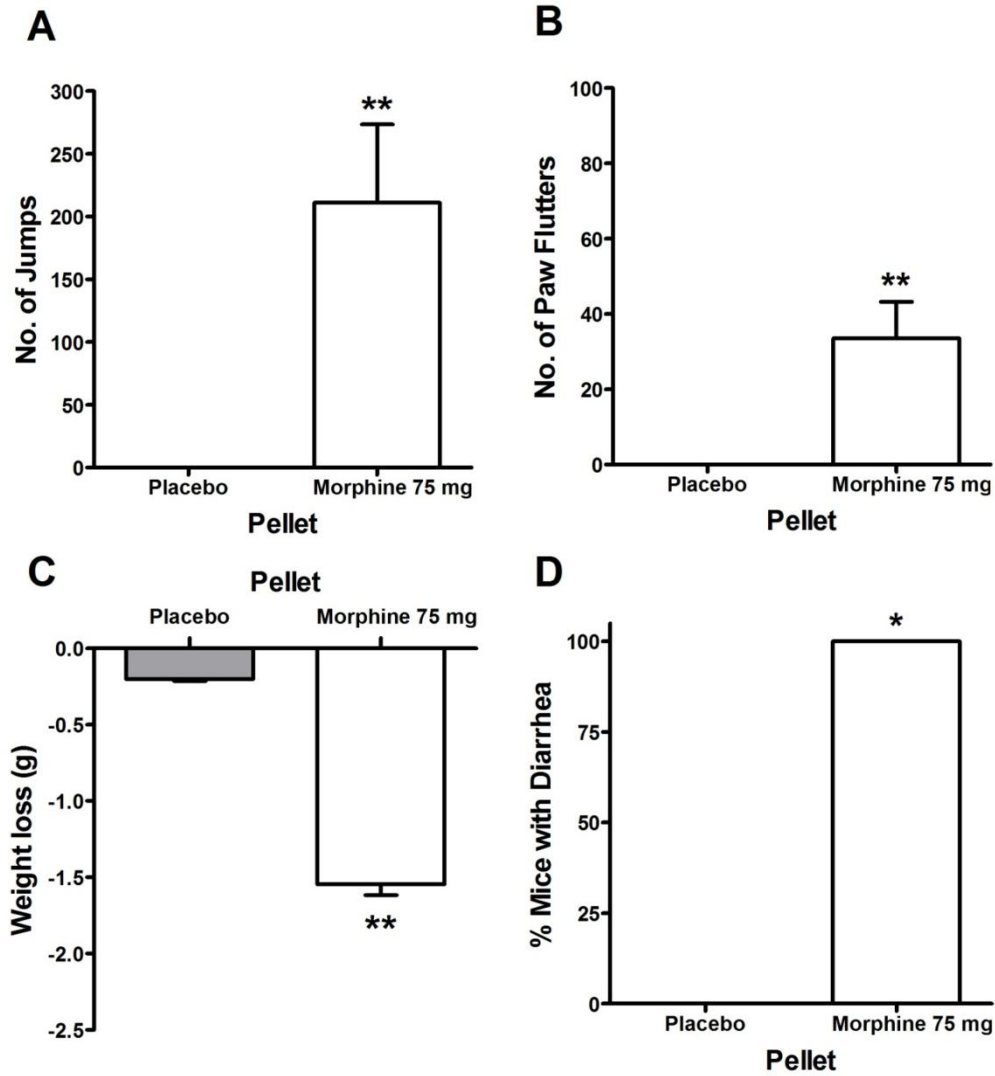 A
300
250
200
150
100
50
0
No. of Jumps
**
Placebo
Morphine 75 mg
Pellet
B
100
80
60
40
20
0
No. of Paw Flutters
**
Placebo
Morphine 75 mg
Pellet
C
Pellet
Placebo
Morphine 75 mg
0.0
-0.5
-1.0
-1.5
-2.0
-2.5
Weight loss (g)
**
D
100
75
50
25
0
% Mice with Diarrhea
*
Placebo
Morphine 75 mg
Pellet